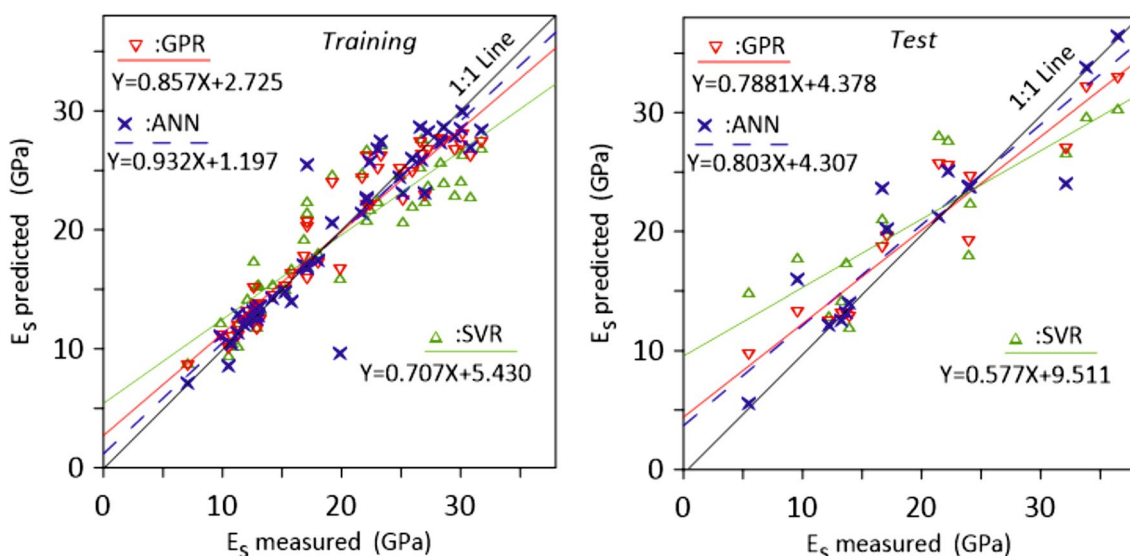 Training
:GPR
Y=0.857X+2.725
:ANN
Y=0.932X+1.197
1:1 Line
:SVR
Y=0.707X+5.430
Es predicted (GPa)
30
20
10
0
0
10
20
30
Es measured (GPa)
Test
:GPR
Y=0.7881X+4.378
:ANN
Y=0.803X+4.307
1:1 Line
:SVR
Y=0.577X+9.511
Es predicted (GPa)
30
20
10
0
0
10
20
30
Es measured (GPa)